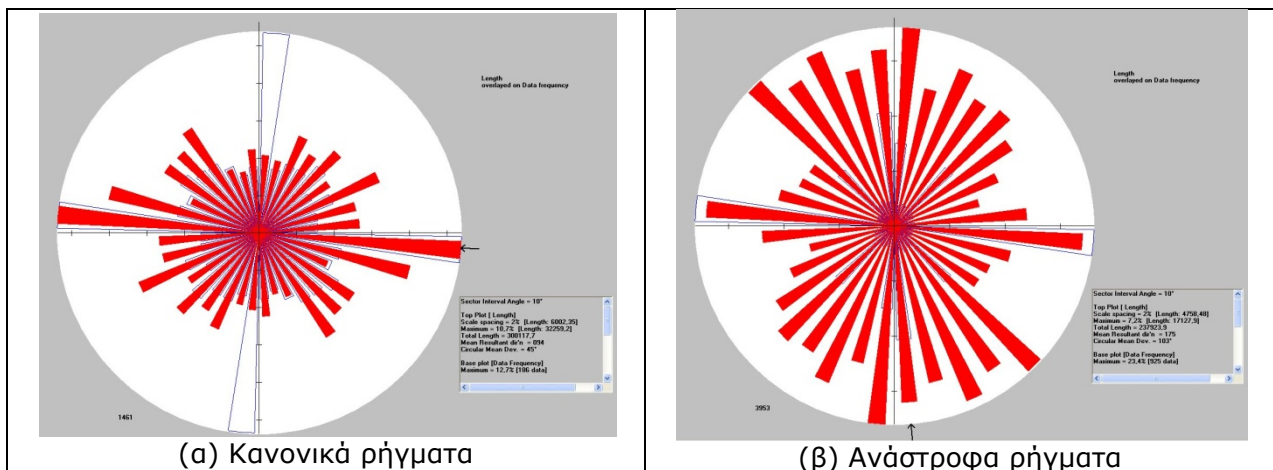 Length
overlayed on Data frequency
Sector Interval Angle = 10°
Top Plot [ Length]
Scale spacing = 2% [Length: 6002,35]
Maximum = 10,7% [Length: 32259,2]
Total Length = 300117,7
Mean Resultant dir'n = 094
Circular Mean Dev. = 45°
Base plot [Data Frequency]
Maximum = 12,7% [186 data]
1461
(α) Κανονικά ρήγματα
Length
overlayed on Data frequency
Sector Interval Angle = 10°
Top Plot [ Length]
Scale spacing = 2% [Length: 4758,48]
Maximum = 7,2% [Length: 17127,9]
Total Length = 237923,9
Mean Resultant dir'n = 175
Circular Mean Dev. = 103°
Base plot [Data Frequency]
Maximum = 23,4% [925 data]
3953
(β) Ανάστροφα ρήγματα